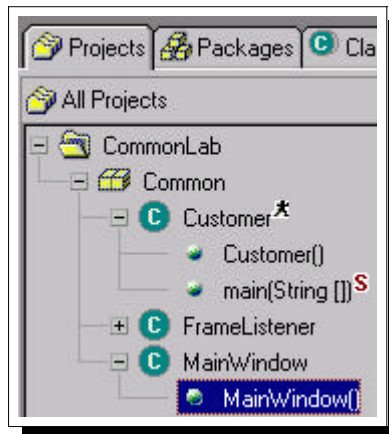 Projects Packages C Cla
All Projects
CommonLab
Common
C Customer
Customer()
main(String []) S
C FrameListener
C MainWindow
MainWindow()